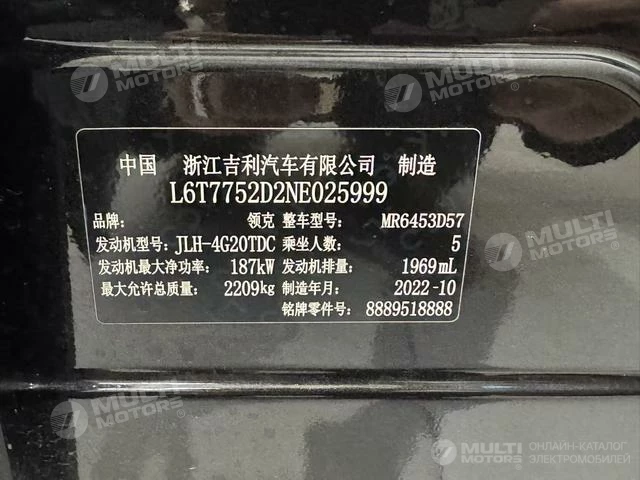 MULTI MOTORS
MULTI MOTORS
中国 浙江吉利汽车有限公司 制造
L6T7752D2NE025999
品牌: 领克 整车型号: MR6453D57
发动机型号: JLH-4G20TDC 乘坐人数: 5
发动机最大净功率: 187kW 发动机排量: 1969mL
最大允许总质量: 2209kg 制造年月: 2022-10
铭牌零件号: 8889518888
MULTI MOTORS
MULTI MOTORS
MULTI MOTORS
ОНЛАЙН-КАТАЛОГ
ЭЛЕКТРОМОБИЛЕЙ